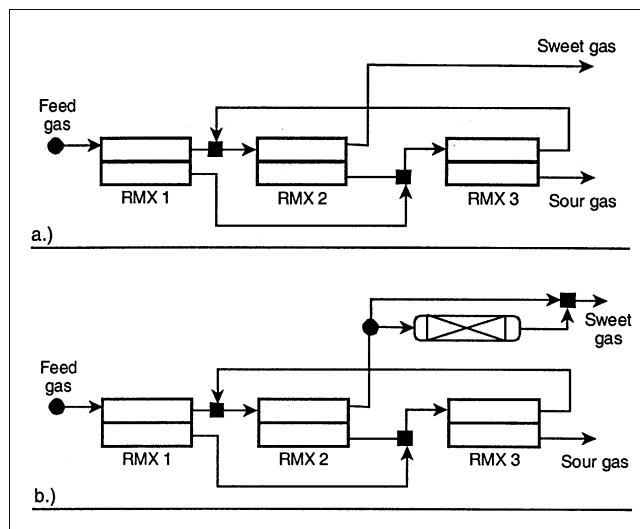 Sweet gas
Feed
gas
RMX 1
RMX 2
RMX 3
Sour gas
a.)
Sweet
gas
Feed
gas
RMX 1
RMX 2
RMX 3
Sour gas
b.)